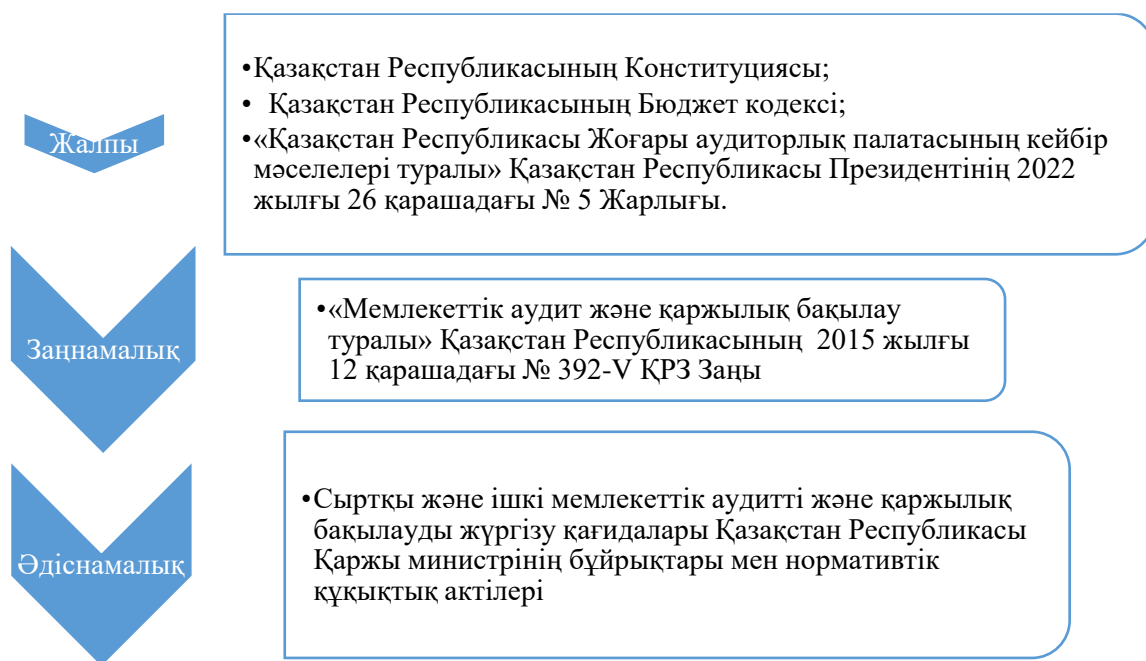 Жалпы
•Қазақстан Республикасының Конституциясы;
• Қазақстан Республикасының Бюджет кодексі;
•«Қазақстан Республикасы Жоғары аудиторлық палатасының кейбір
мәселелері туралы» Қазақстан Республикасы Президентінің 2022
жылғы 26 қарашадағы № 5 Жарлығы.
Заңнамалық
•«Мемлекеттік аудит және қаржылық бақылау
туралы» Қазақстан Республикасының 2015 жылғы
12 қарашадағы № 392-V ҚРЗ Заңы
Әдіснамалық
•Сыртқы және ішкі мемлекеттік аудитті және қаржылық
бақылауды жүргізу қағидалары Қазақстан Республикасы
Қаржы министрінің бұйрықтары мен нормативтік
құқықтық актілері